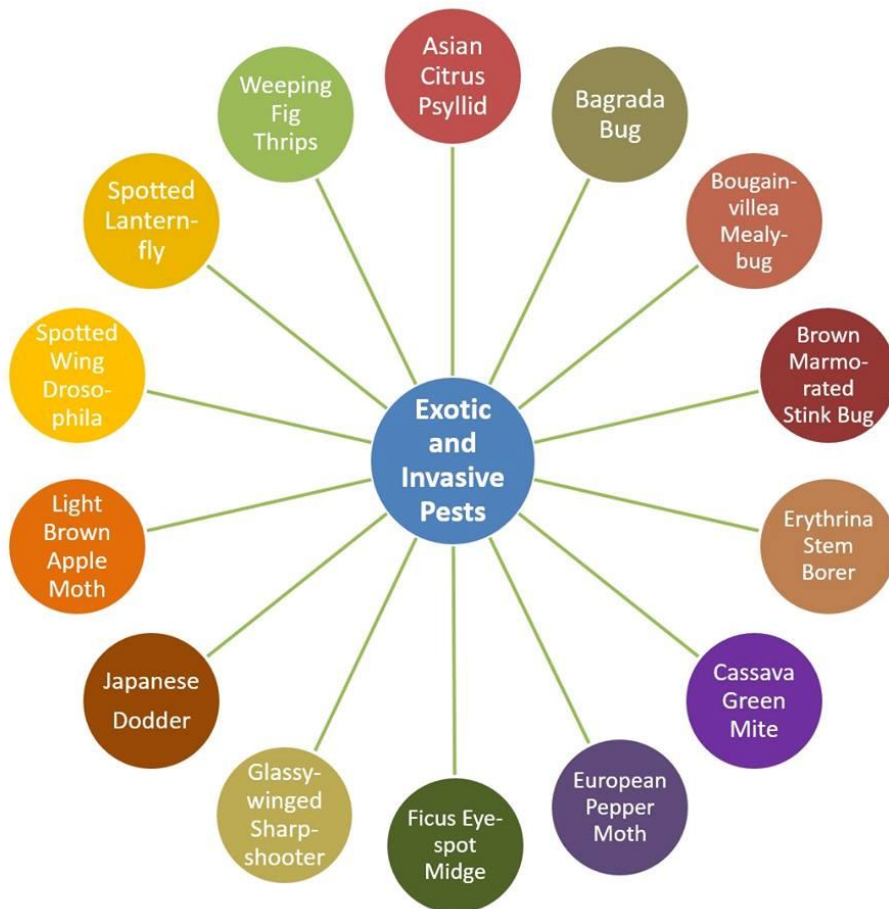 Asian
Citrus
Psyllid
Bagrada
Bug
Bougain-
villea
Mealy-
bug
Brown
Marmo-
rated
Stink Bug
Erythrina
Stem
Borer
Cassava
Green
Mite
European
Pepper
Moth
Ficus Eye-
spot
Midge
Glassy-
winged
Sharp-
shooter
Japanese
Dodder
Light
Brown
Apple
Moth
Spotted
Wing
Droso-
phila
Spotted
Lantern-
fly
Weeping
Fig
Thrips
Exotic
and
Invasive
Pests